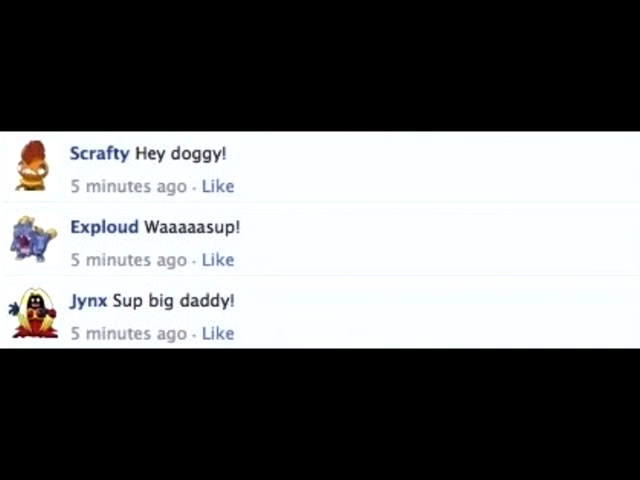 Scrafty Hey doggy!
5 minutes ago · Like
Exploud Waaaaasup!
5 minutes ago · Like
Jynx Sup big daddy!
5 minutes ago · Like